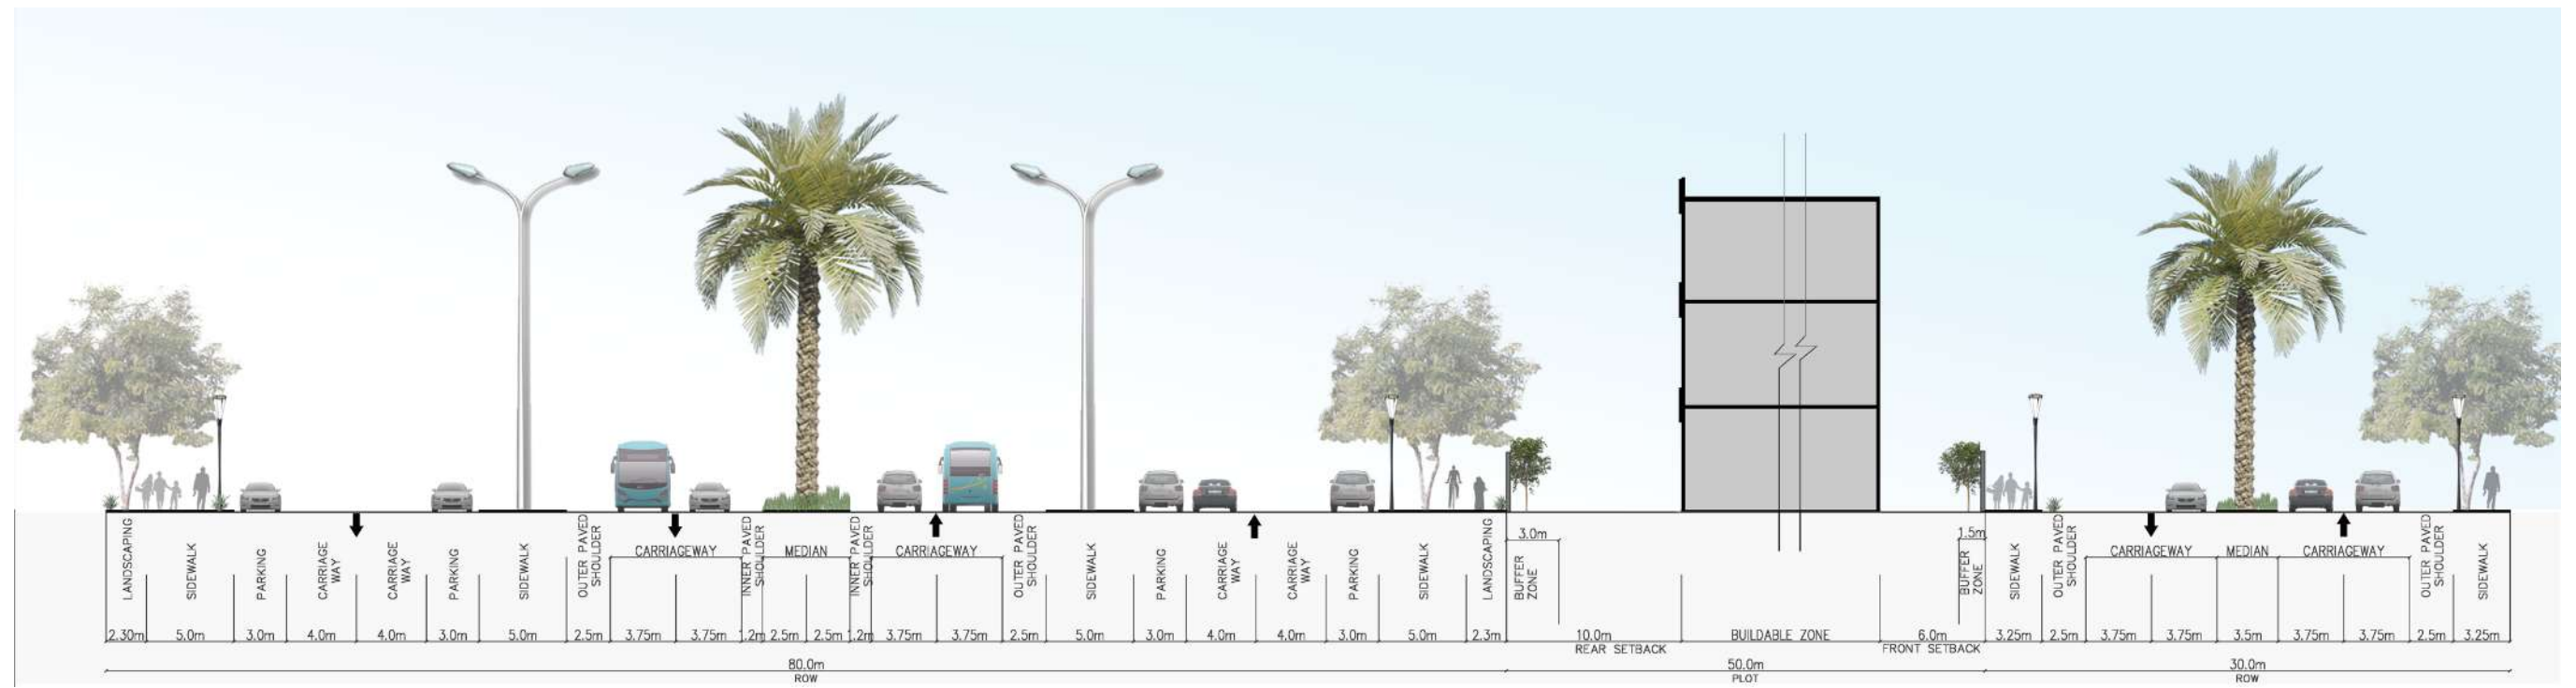 LANDSCAPING
SIDEWALK
PARKING
CARRIAGE
WAY
CARRIAGE
WAY
PARKING
SIDEWALK
OUTER PAVED
SHOULDER
CARRIAGEWAY
INNER PAVED
SHOULDER
MEDIAN
INNER PAVED
SHOULDER
CARRIAGEWAY
OUTER PAVED
SHOULDER
SIDEWALK
PARKING
CARRIAGE
WAY
CARRIAGE
WAY
PARKING
SIDEWALK
LANDSCAPING
3.0m
BUFFER
ZONE
1.5m
BUFFER
ZONE
SIDEWALK
OUTER PAVED
SHOULDER
CARRIAGEWAY
MEDIAN
CARRIAGEWAY
OUTER PAVED
SHOULDER
SIDEWALK
2.30m 5.0m 3.0m 4.0m 4.0m 3.0m 5.0m 2.5m 3.75m 3.75m 1.2m 2.5m 2.5m 1.2m 3.75m 3.75m 2.5m 5.0m 3.0m 4.0m 4.0m 3.0m 5.0m 2.3m 10.0m BUILDABLE ZONE 6.0m 3.25m 2.5m 3.75m 3.75m 3.5m 3.75m 3.75m 2.5m 3.25m
REAR SETBACK FRONT SETBACK
80.0m 50.0m 30.0m
ROW PLOT ROW